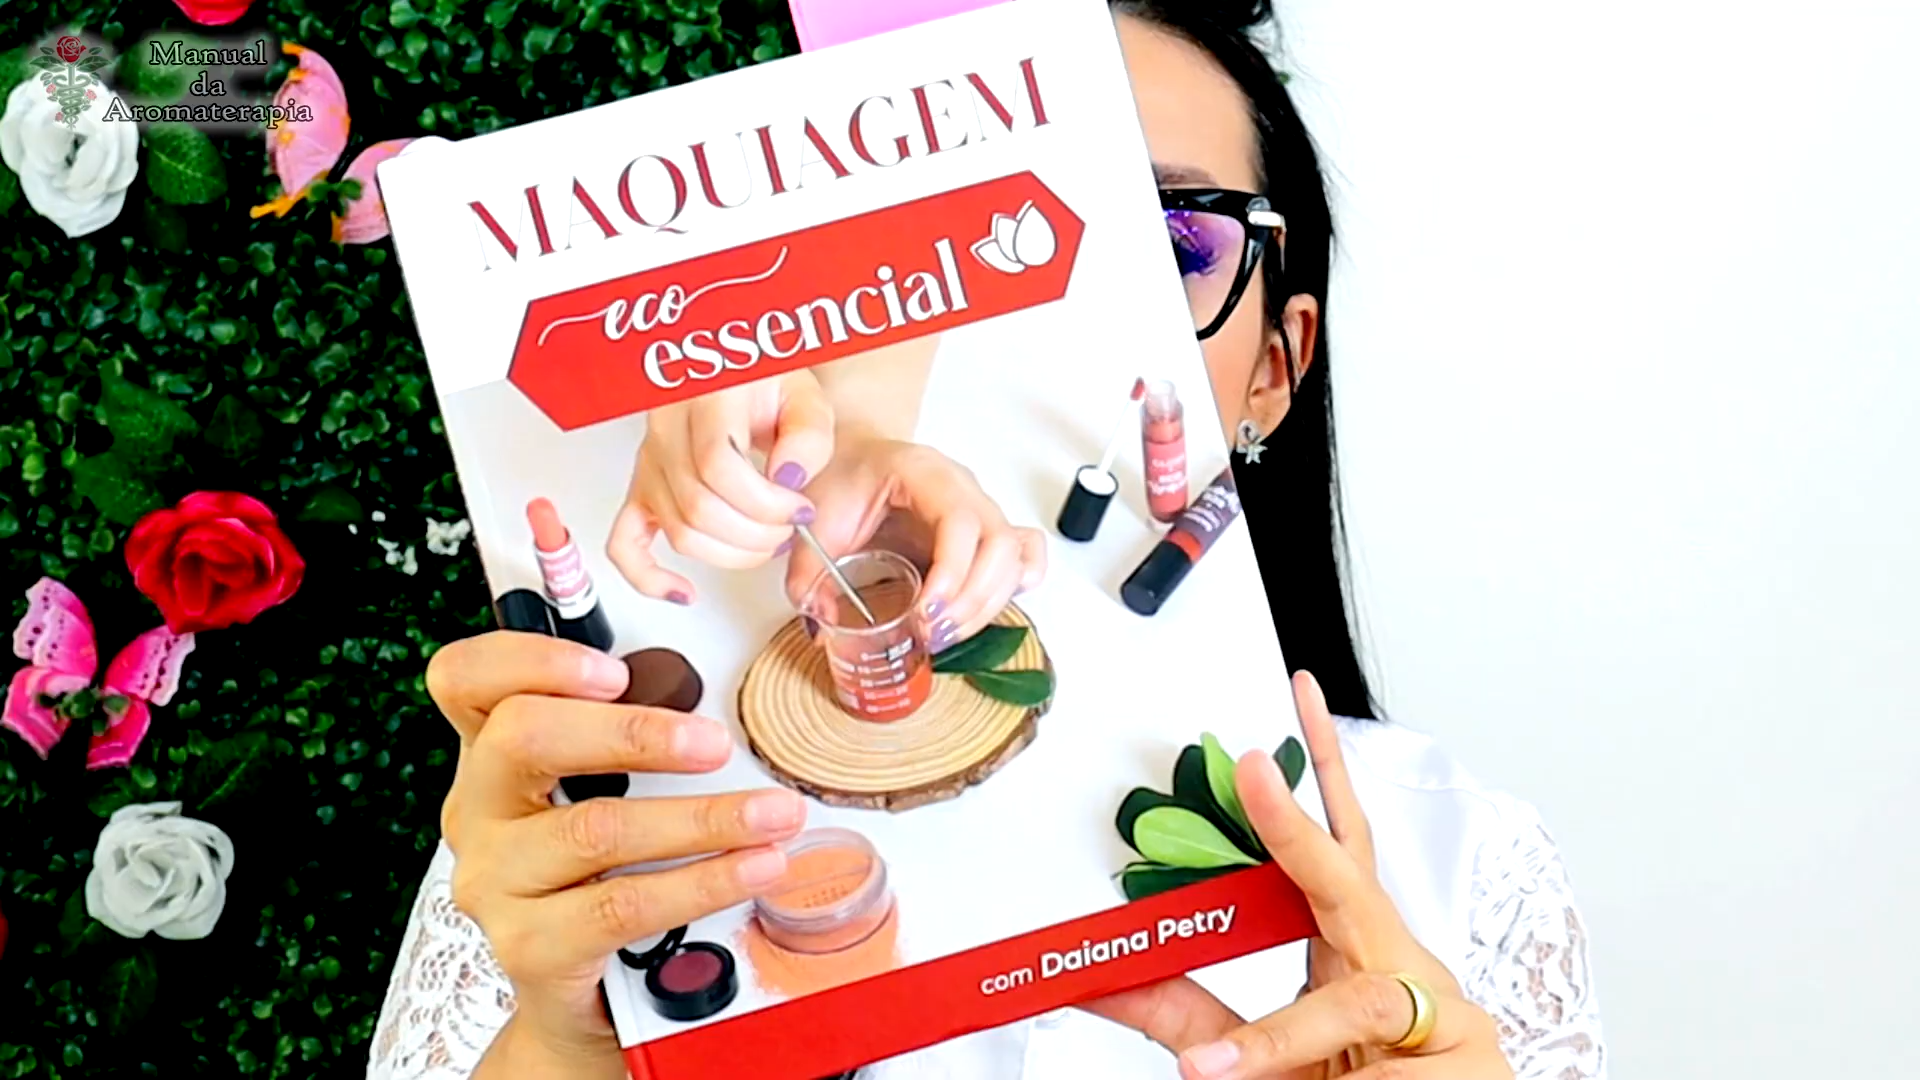 Manual
da
Aromaterapia
MAQUIAGEM
eco
essencial
com Daiana Petry